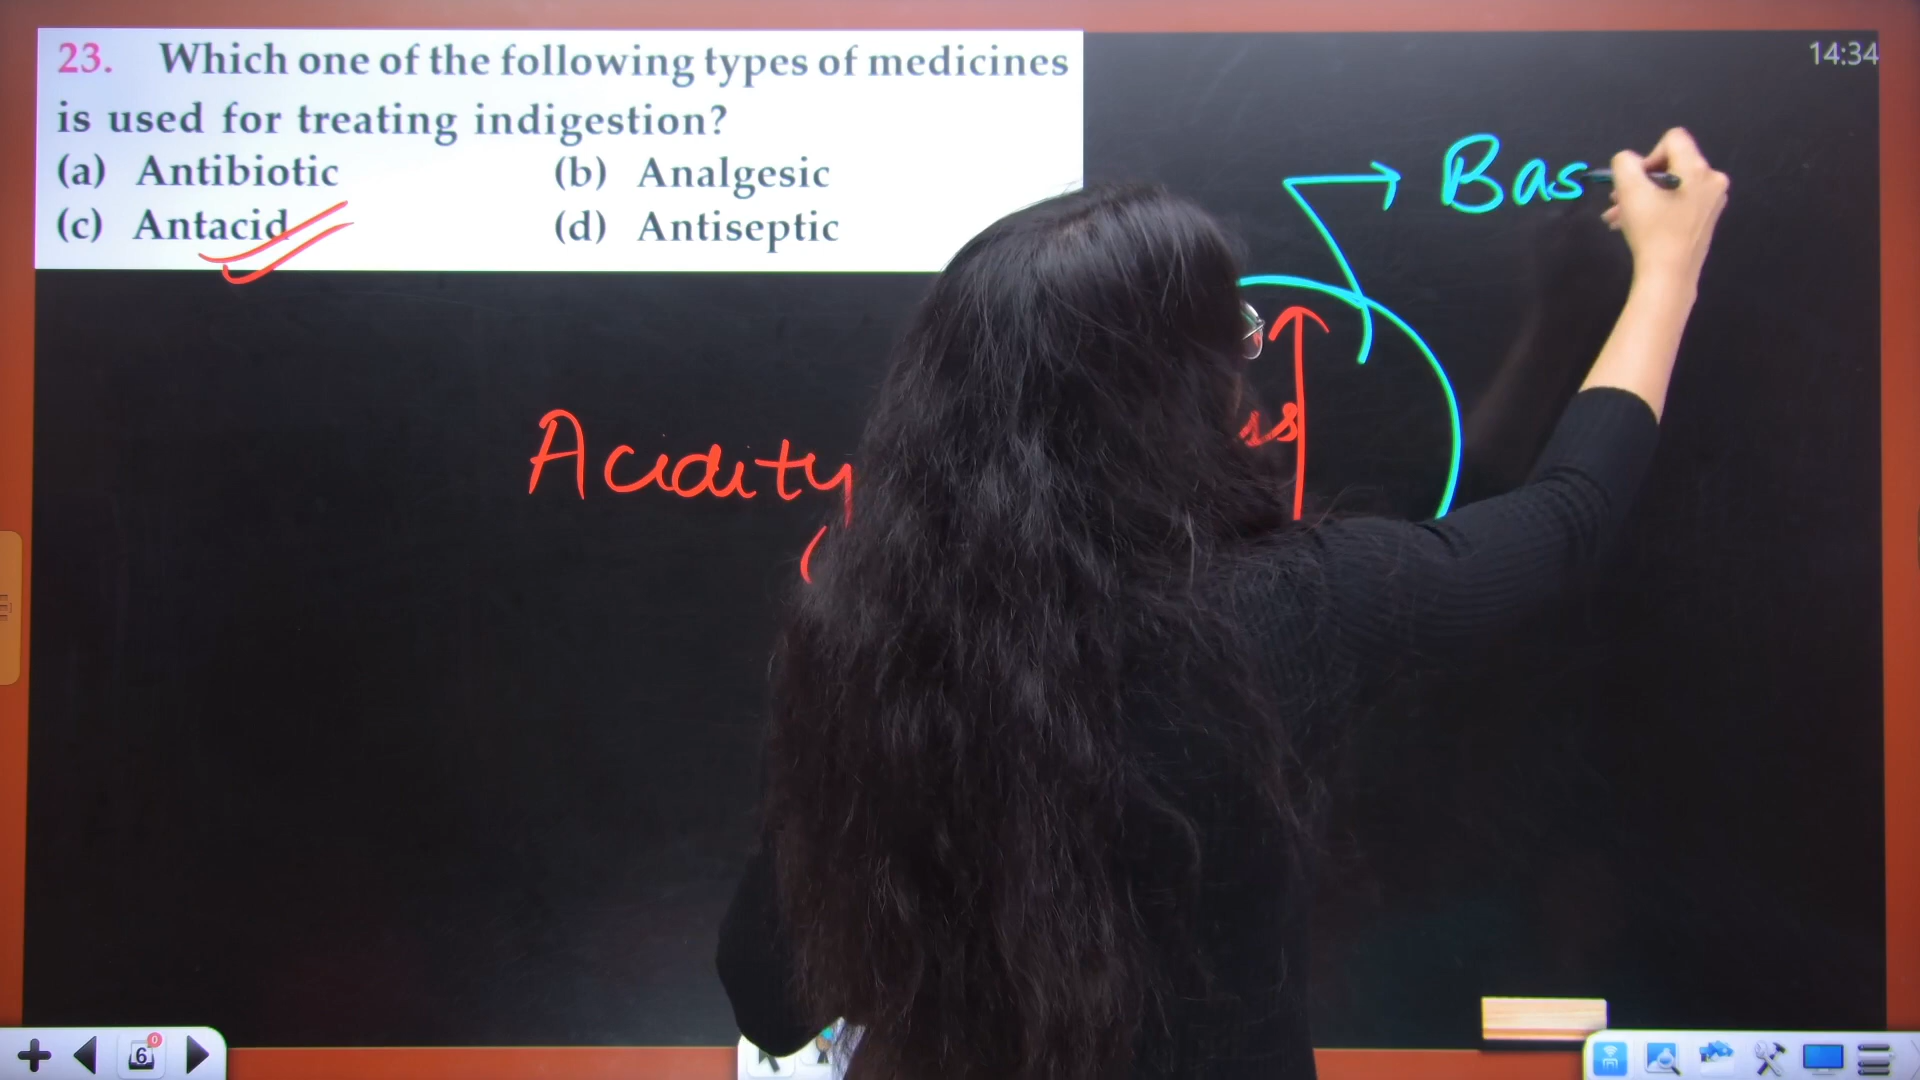 23. Which one of the following types of medicines
is used for treating indigestion?
(a) Antibiotic (b) Analgesic
(c) Antacid (d) Antiseptic
14:34
Bas
Acidity
6
0